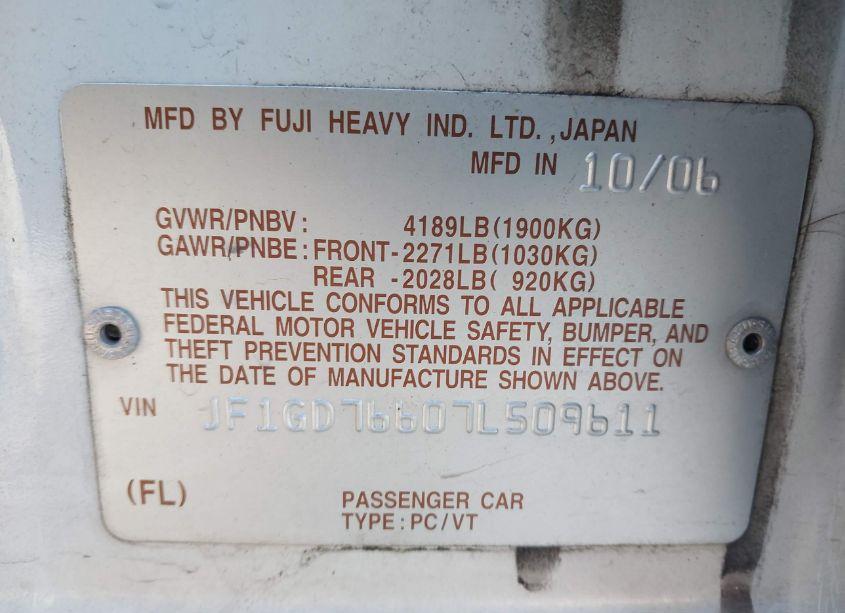 MFD BY FUJI HEAVY IND. LTD.,JAPAN
MFD IN 10/06
GVWR/PNBV: 4189LB(1900KG)
GAWR/PNBE:FRONT-2271LB(1030KG)
REAR -2028LB( 920KG)
THIS VEHICLE CONFORMS TO ALL APPLICABLE
FEDERAL MOTOR VEHICLE SAFETY, BUMPER, AND
THEFT PREVENTION STANDARDS IN EFFECT ON
THE DATE OF MANUFACTURE SHOWN ABOVE.
VIN JF1GD76607L509611
(FL)
PASSENGER CAR
TYPE:PC/VT